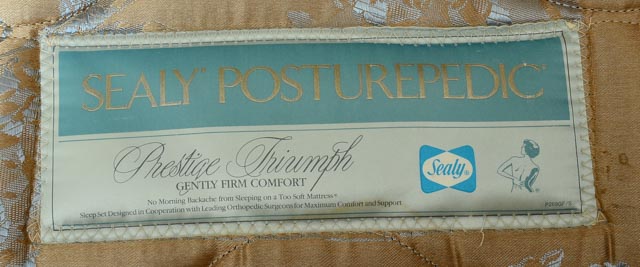 SEALY™ POSTUREPEDIC®
Prestige Triumph
GENTLY FIRM COMFORT
No Morning Backache from Sleeping on a Too Soft Mattress®
Sleep Set Designed in Cooperation with Leading Orthopedic Surgeons for Maximum Comfort and Support
Sealy®